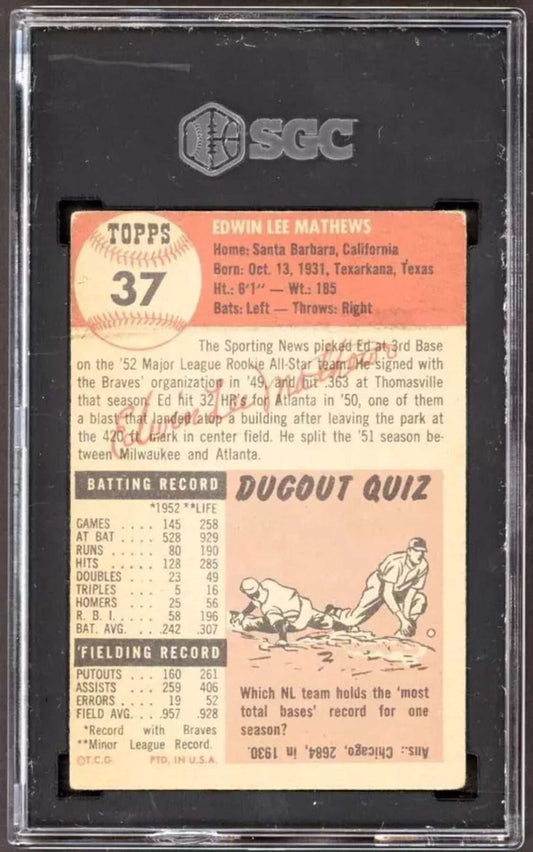 SGC
TOPPS
37
EDWIN LEE MATHEWS
Home: Santa Barbara, California
Born: Oct. 13, 1931, Texarkana, Texas
Ht.: 6'1" — Wt.: 185
Bats: Left — Throws: Right
The Sporting News picked Ed at 3rd Base
on the '52 Major League Rookie All-Star team. He signed with
the Braves' organization in '49, and hit .363 at Thomasville
that season. Ed hit 32 HR's for Atlanta in '50, one of them
a blast that landed atop a building after leaving the park at
the 420 ft. mark in center field. He split the '51 season be-
tween Milwaukee and Atlanta.
Edwin Lee Mathews
BATTING RECORD
*1952 **LIFE
GAMES .... 145 258
AT BAT .... 528 929
RUNS .... 80 190
HITS .... 128 285
DOUBLES ... 23 49
TRIPLES ... 5 16
HOMERS ... 25 56
R. B. I. .... 58 196
BAT. AVG. .. .242 .307
FIELDING RECORD
PUTOUTS ... 160 261
ASSISTS ... 259 406
ERRORS ... 19 52
FIELD AVG... .957 .928
*Record with Braves
**Minor League Record.
©T.C.G. PTD. IN U.S.A.
DUGOUT QUIZ
Which NL team holds the 'most
total bases' record for one
season?
Ans.: Chicago, 2684, in 1930.